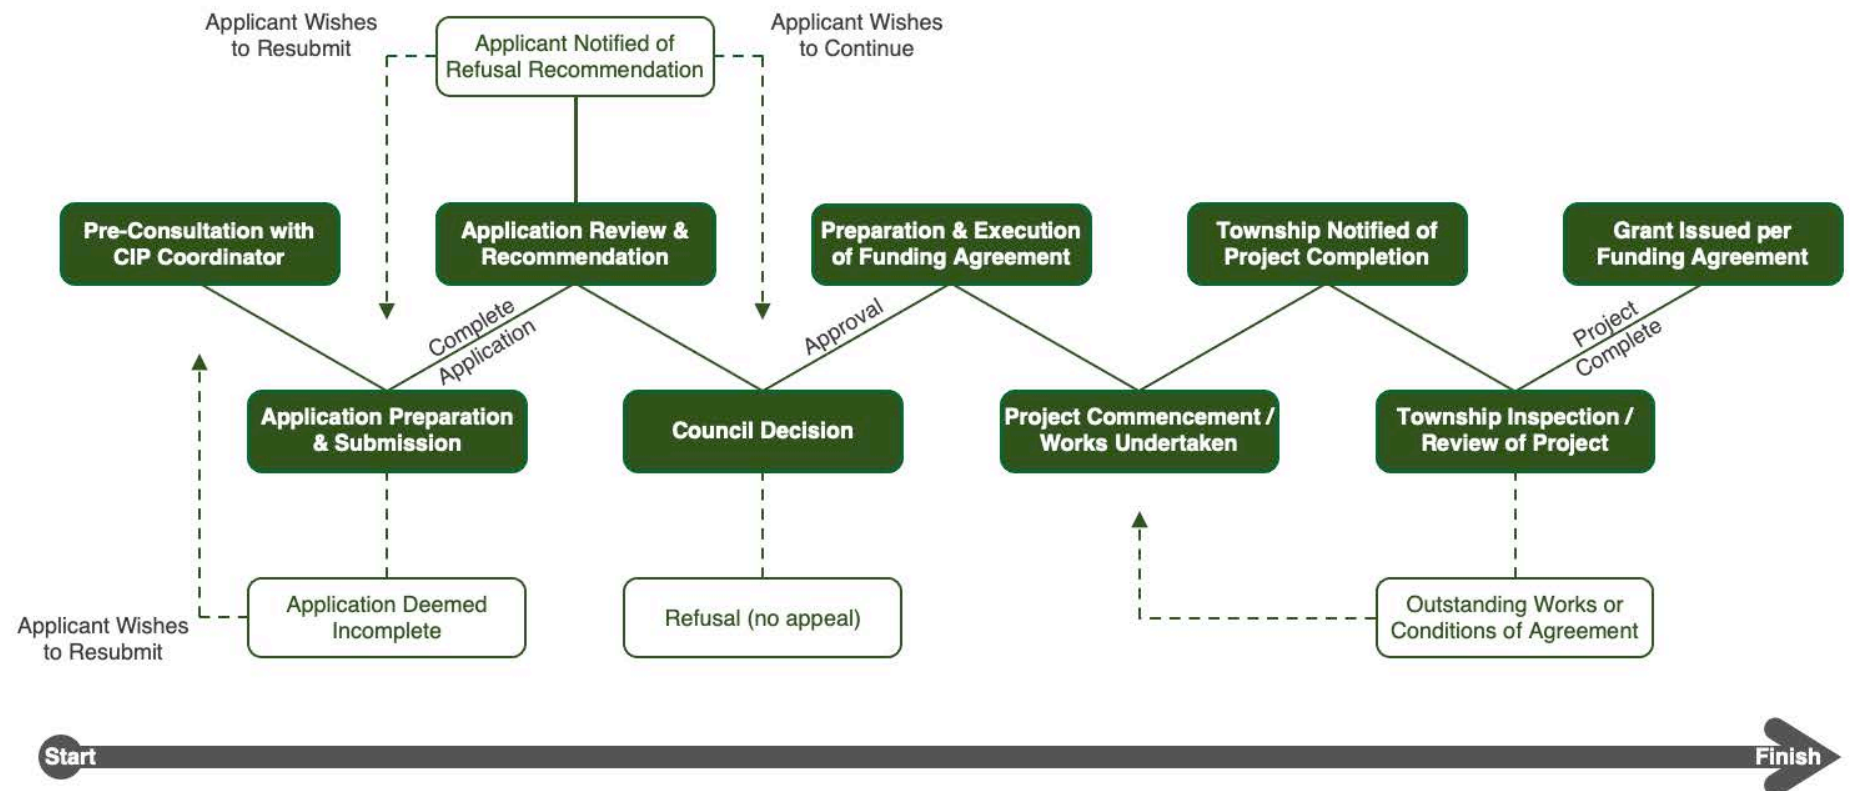 Applicant Wishes
to Resubmit
Applicant Notified of
Refusal Recommendation
Applicant Wishes
to Continue
Pre-Consultation with
CIP Coordinator
Application Review &
Recommendation
Preparation & Execution
of Funding Agreement
Township Notified of
Project Completion
Grant Issued per
Funding Agreement
Complete
Application
Approval
Project
Complete
Application Preparation
& Submission
Council Decision
Project Commencement /
Works Undertaken
Township Inspection /
Review of Project
Applicant Wishes
to Resubmit
Application Deemed
Incomplete
Refusal (no appeal)
Outstanding Works or
Conditions of Agreement
Start
Finish